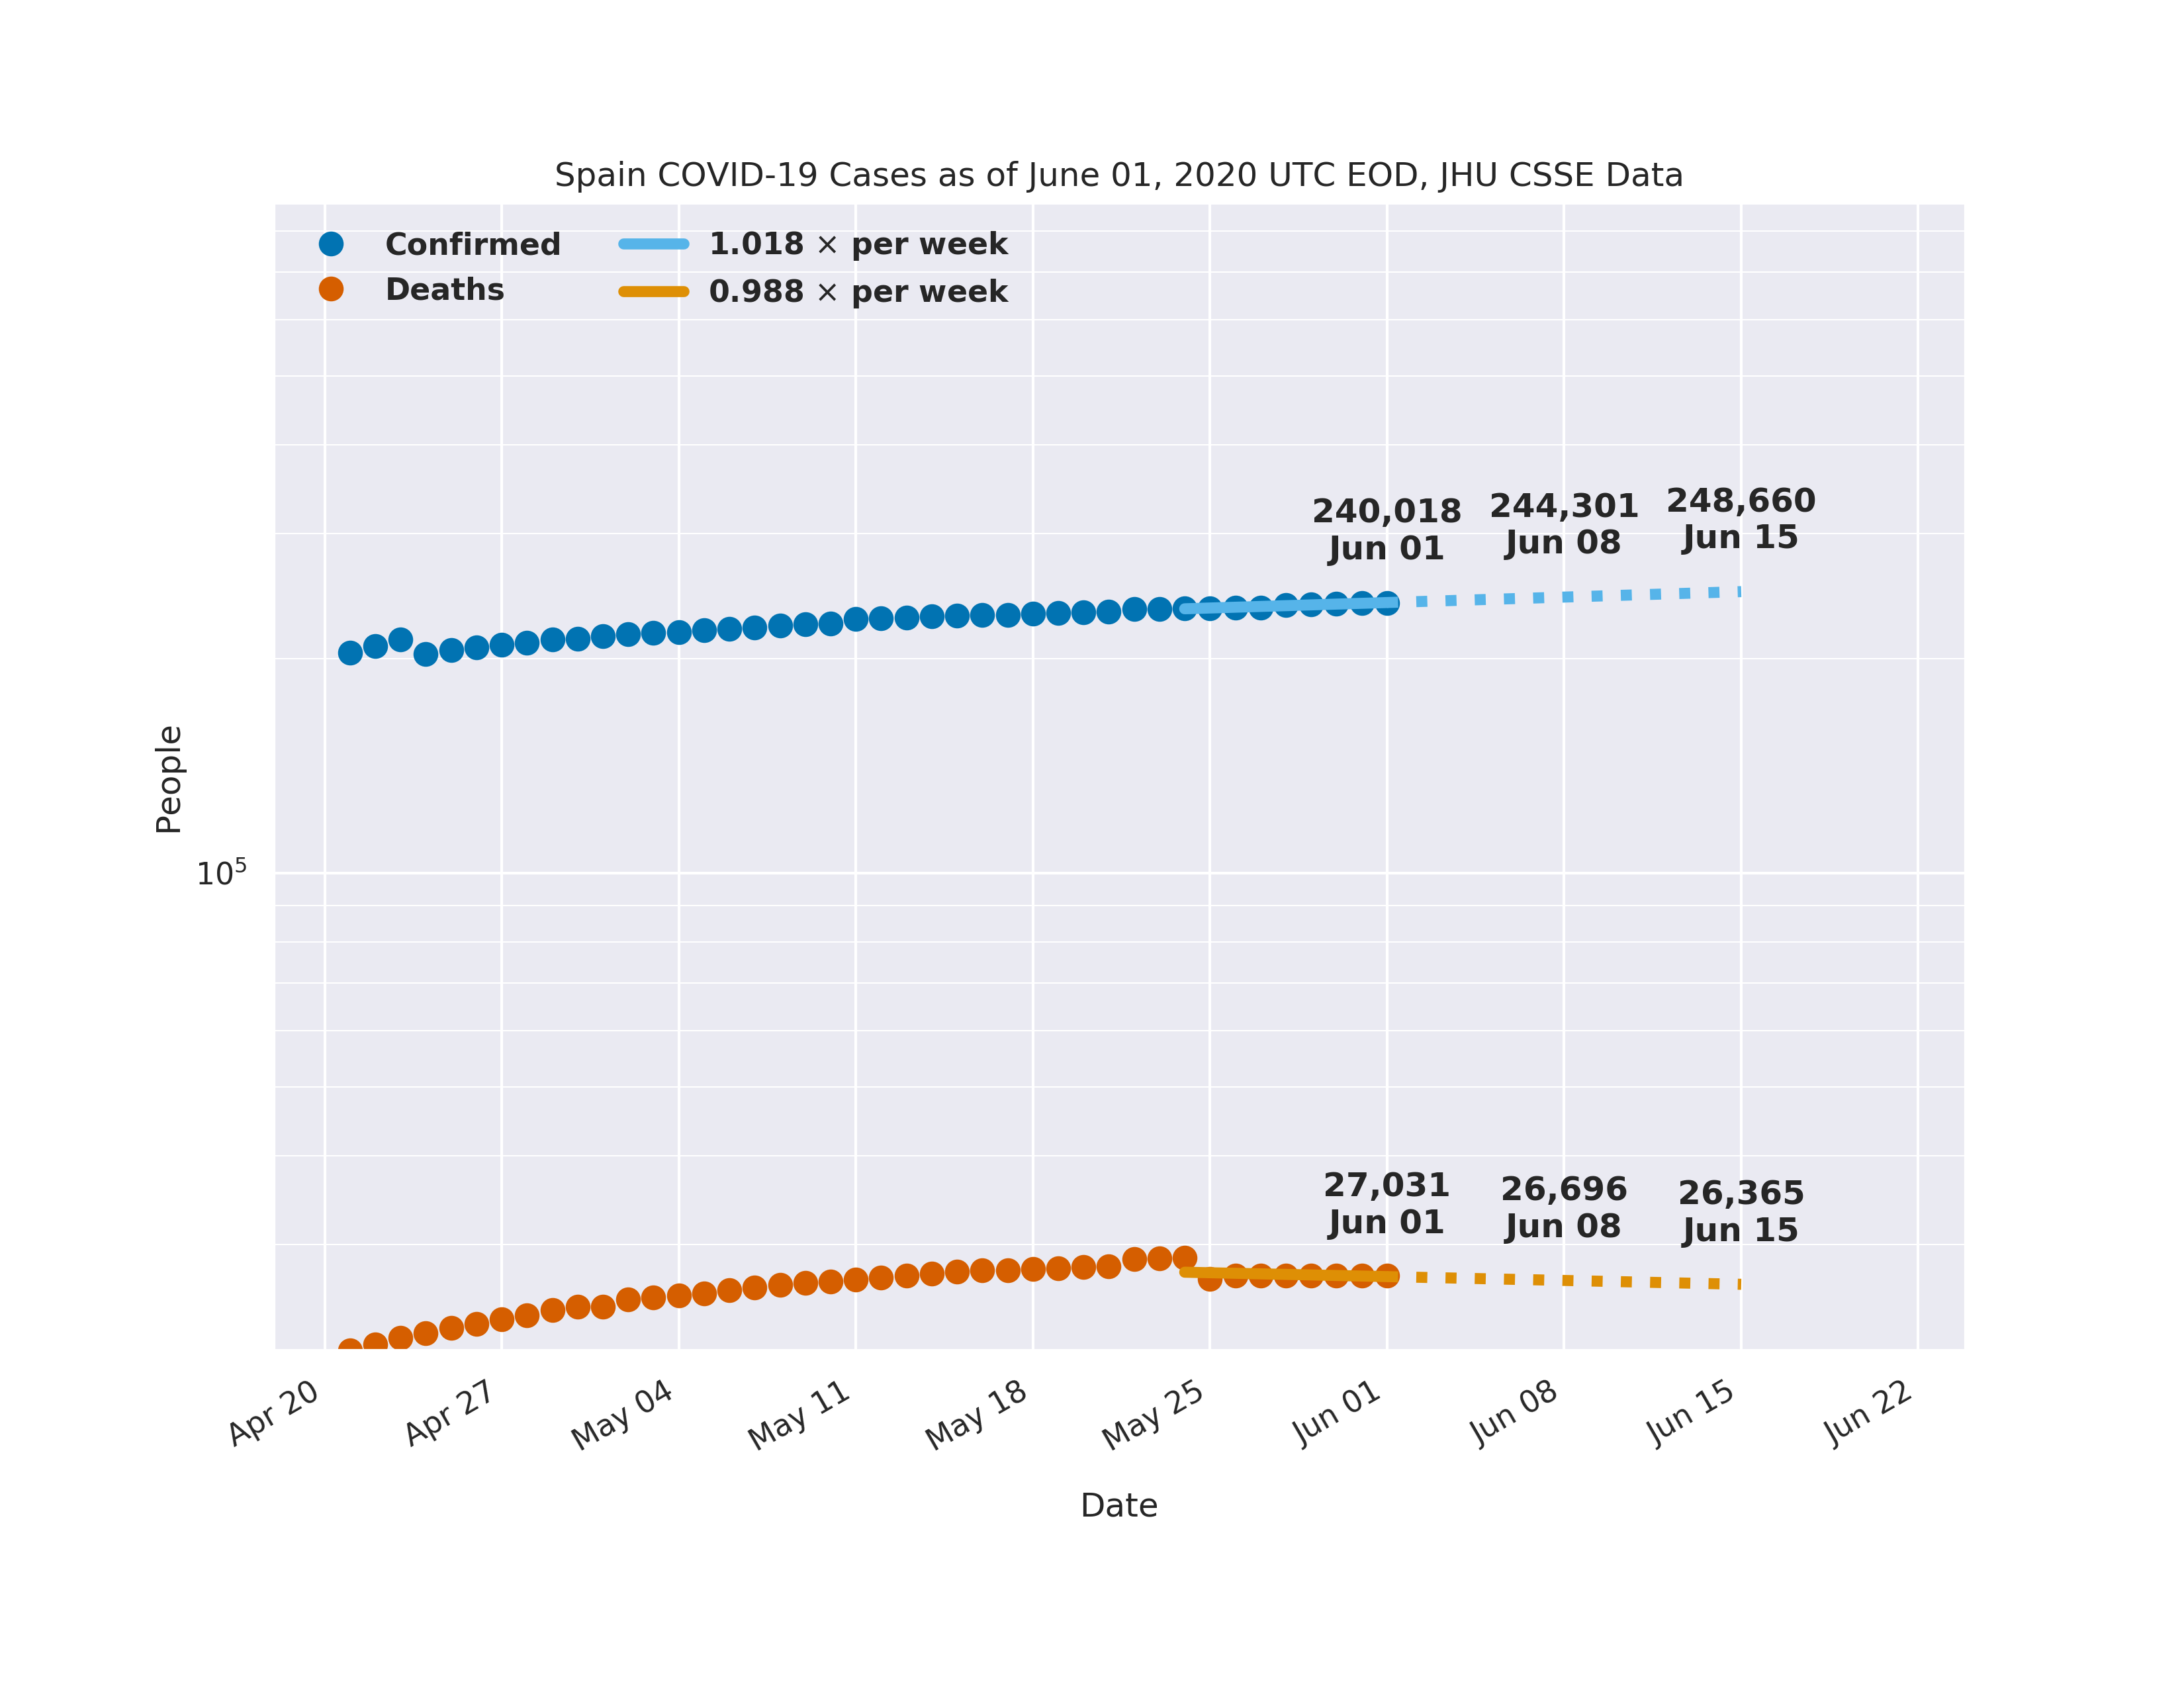 Spain COVID-19 Cases as of June 01, 2020 UTC EOD, JHU CSSE Data
Confirmed
Deaths
1.018 × per week
0.988 × per week
240,018
Jun 01
244,301
Jun 08
248,660
Jun 15
People
10⁵
27,031
Jun 01
26,696
Jun 08
26,365
Jun 15
Apr 20
Apr 27
May 04
May 11
May 18
May 25
Jun 01
Jun 08
Jun 15
Jun 22
Date